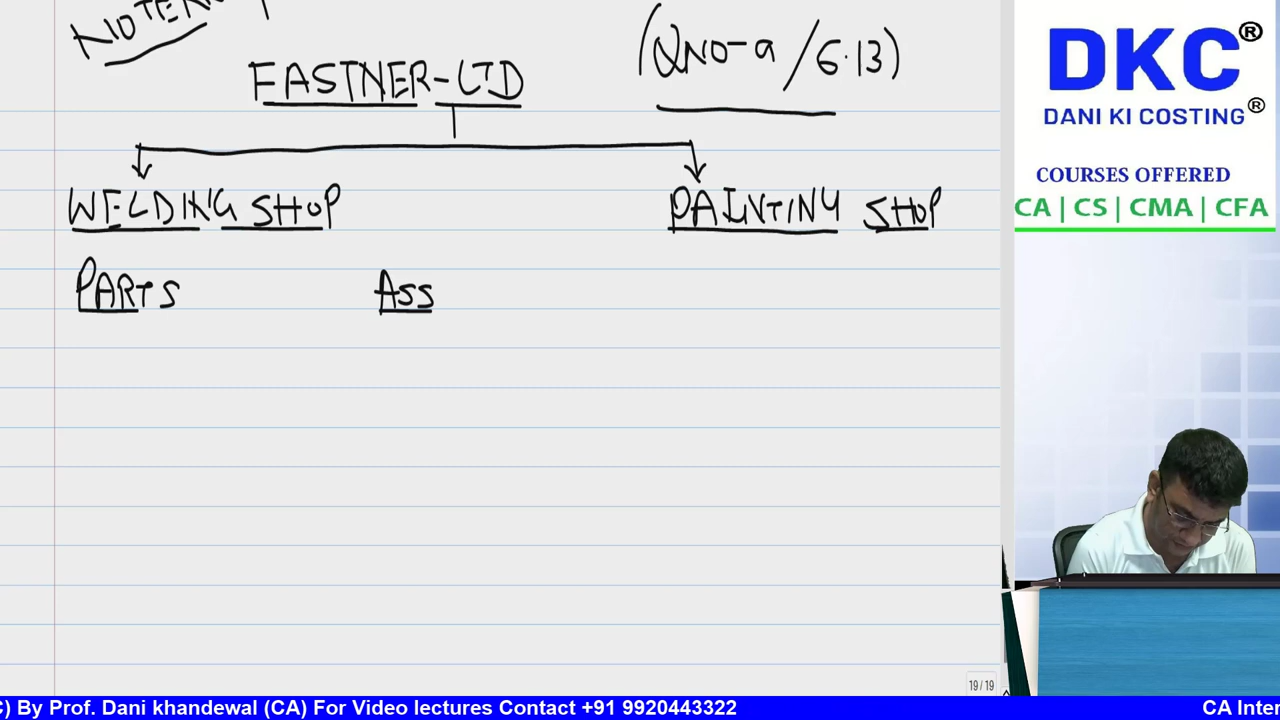 FASTNER-LTD
(QNO-9/6.13)
WELDING SHOP
PAINTING SHOP
PARTS
ASS
DKC®
DANI KI COSTING®
COURSES OFFERED
CA | CS | CMA | CFA
19/19
C) By Prof. Dani khandewal (CA) For Video lectures Contact +91 9920443322
CA Inter